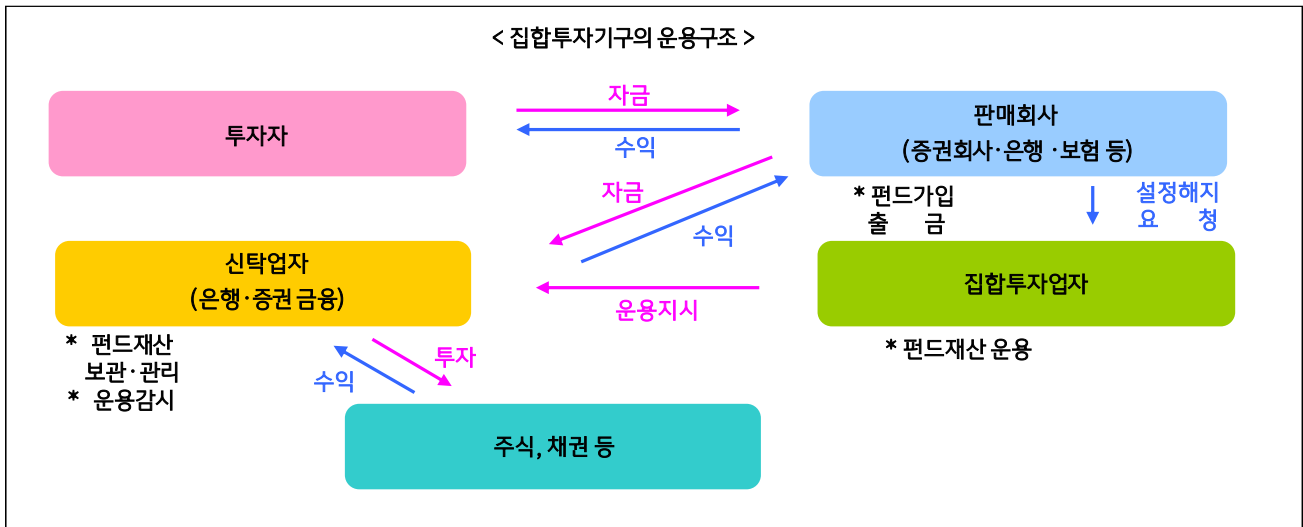 < 집합투자기구의 운용구조 >
투자자
자금
수익
판매회사
(증권회사·은행 ·보험 등)
자금
수익
* 펀드가입
출 금
설정해지
요 청
신탁업자
(은행·증권 금융)
운용지시
집합투자업자
* 펀드재산
보관·관리
* 운용감시
* 펀드재산 운용
수익
투자
주식, 채권 등